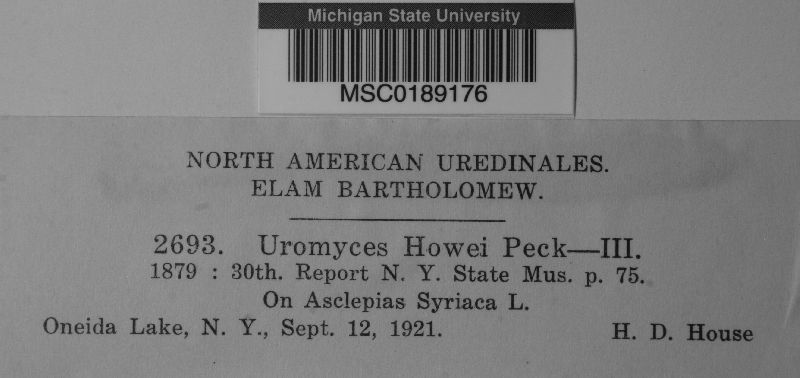 Michigan State University
MSC0189176
NORTH AMERICAN UREDINALES.
ELAM BARTHOLOMEW.
2693. Uromyces Howei Peck—III.
1879 : 30th. Report N. Y. State Mus. p. 75.
On Asclepias Syriaca L.
Oneida Lake, N. Y., Sept. 12, 1921. H. D. House